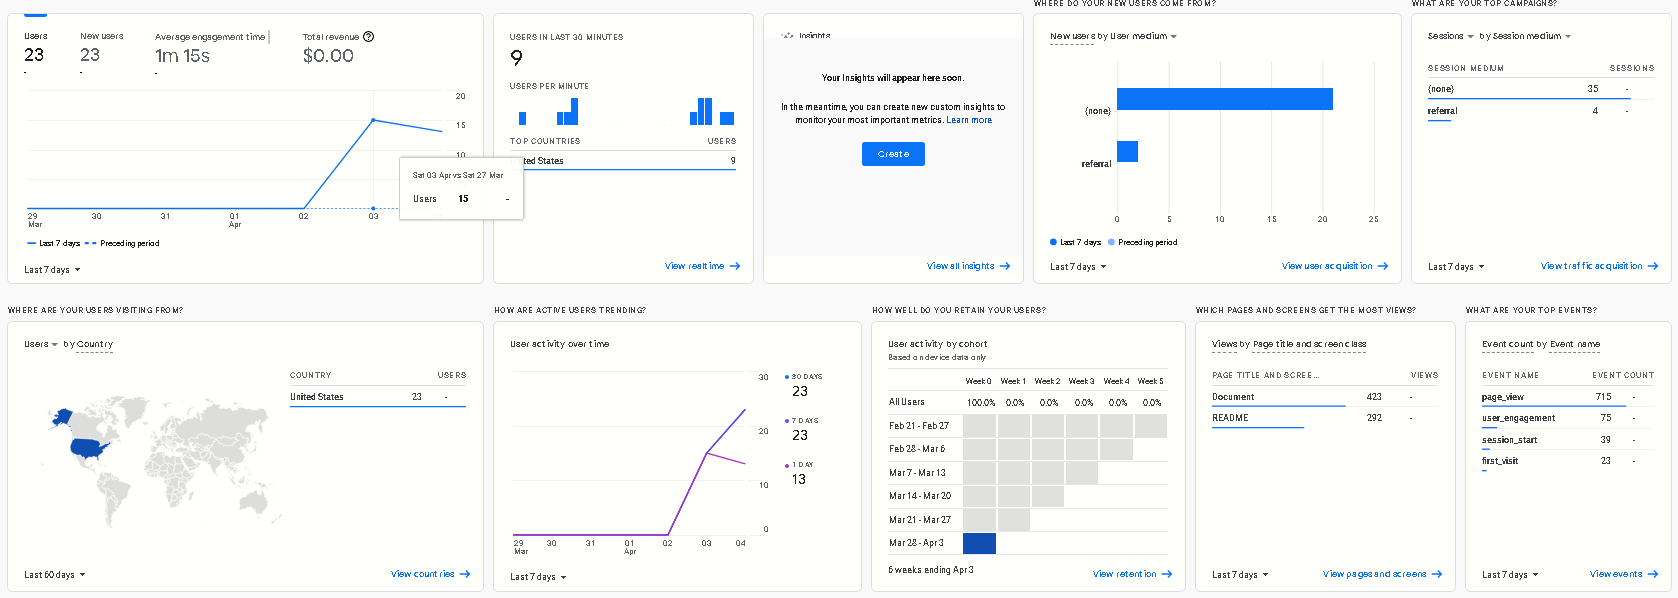 WHERE DO YOUR NEW USERS COME FROM?
WHAT ARE YOUR TOP CAMPAIGNS?
Users
23
-
New users
23
-
Average engagement time
1m 15s
-
Total revenue
$0.00
20
15
10
29
Mar
30
31
01
Apr
02
03
Sat 03 Apr vs Sat 27 Mar
Users 15 -
Last 7 days Preceding period
Last 7 days
USERS IN LAST 30 MINUTES
9
USERS PER MINUTE
TOP COUNTRIES USERS
ted States 9
View realtime
Insights
Your Insights will appear here soon.
In the meantime, you can create new custom insights to
monitor your most important metrics. Learn more
Create
View all insights
New users by User medium
(none)
referral
0 5 10 15 20 25
Last 7 days Preceding period
Last 7 days
View user acquisition
Sessions by Session medium
SESSION MEDIUM SESSIONS
(none) 35 -
referral 4 -
Last 7 days
View traffic acquisition
WHERE ARE YOUR USERS VISITING FROM?
Users by Country
COUNTRY USERS
United States 23 -
Last 60 days
View countries
HOW ARE ACTIVE USERS TRENDING?
User activity over time
30
20
10
0
29
Mar
30
31
01
Apr
02
03
04
30 DAYS
23
7 DAYS
23
1 DAY
13
Last 7 days
HOW WELL DO YOU RETAIN YOUR USERS?
User activity by cohort
Based on device data only
Week 0 Week 1 Week 2 Week 3 Week 4 Week 5
All Users 100.0% 0.0% 0.0% 0.0% 0.0% 0.0%
Feb 21 - Feb 27
Feb 28 - Mar 6
Mar 7 - Mar 13
Mar 14 - Mar 20
Mar 21 - Mar 27
Mar 28 - Apr 3
6 weeks ending Apr 3
View retention
WHICH PAGES AND SCREENS GET THE MOST VIEWS?
Views by Page title and screen class
PAGE TITLE AND SCREE... VIEWS
Document 423 -
README 292 -
Last 7 days
View pages and screens
WHAT ARE YOUR TOP EVENTS?
Event count by Event name
EVENT NAME EVENT COUNT
page_view 715 -
user_engagement 75 -
session_start 39 -
first_visit 23 -
Last 7 days
View events